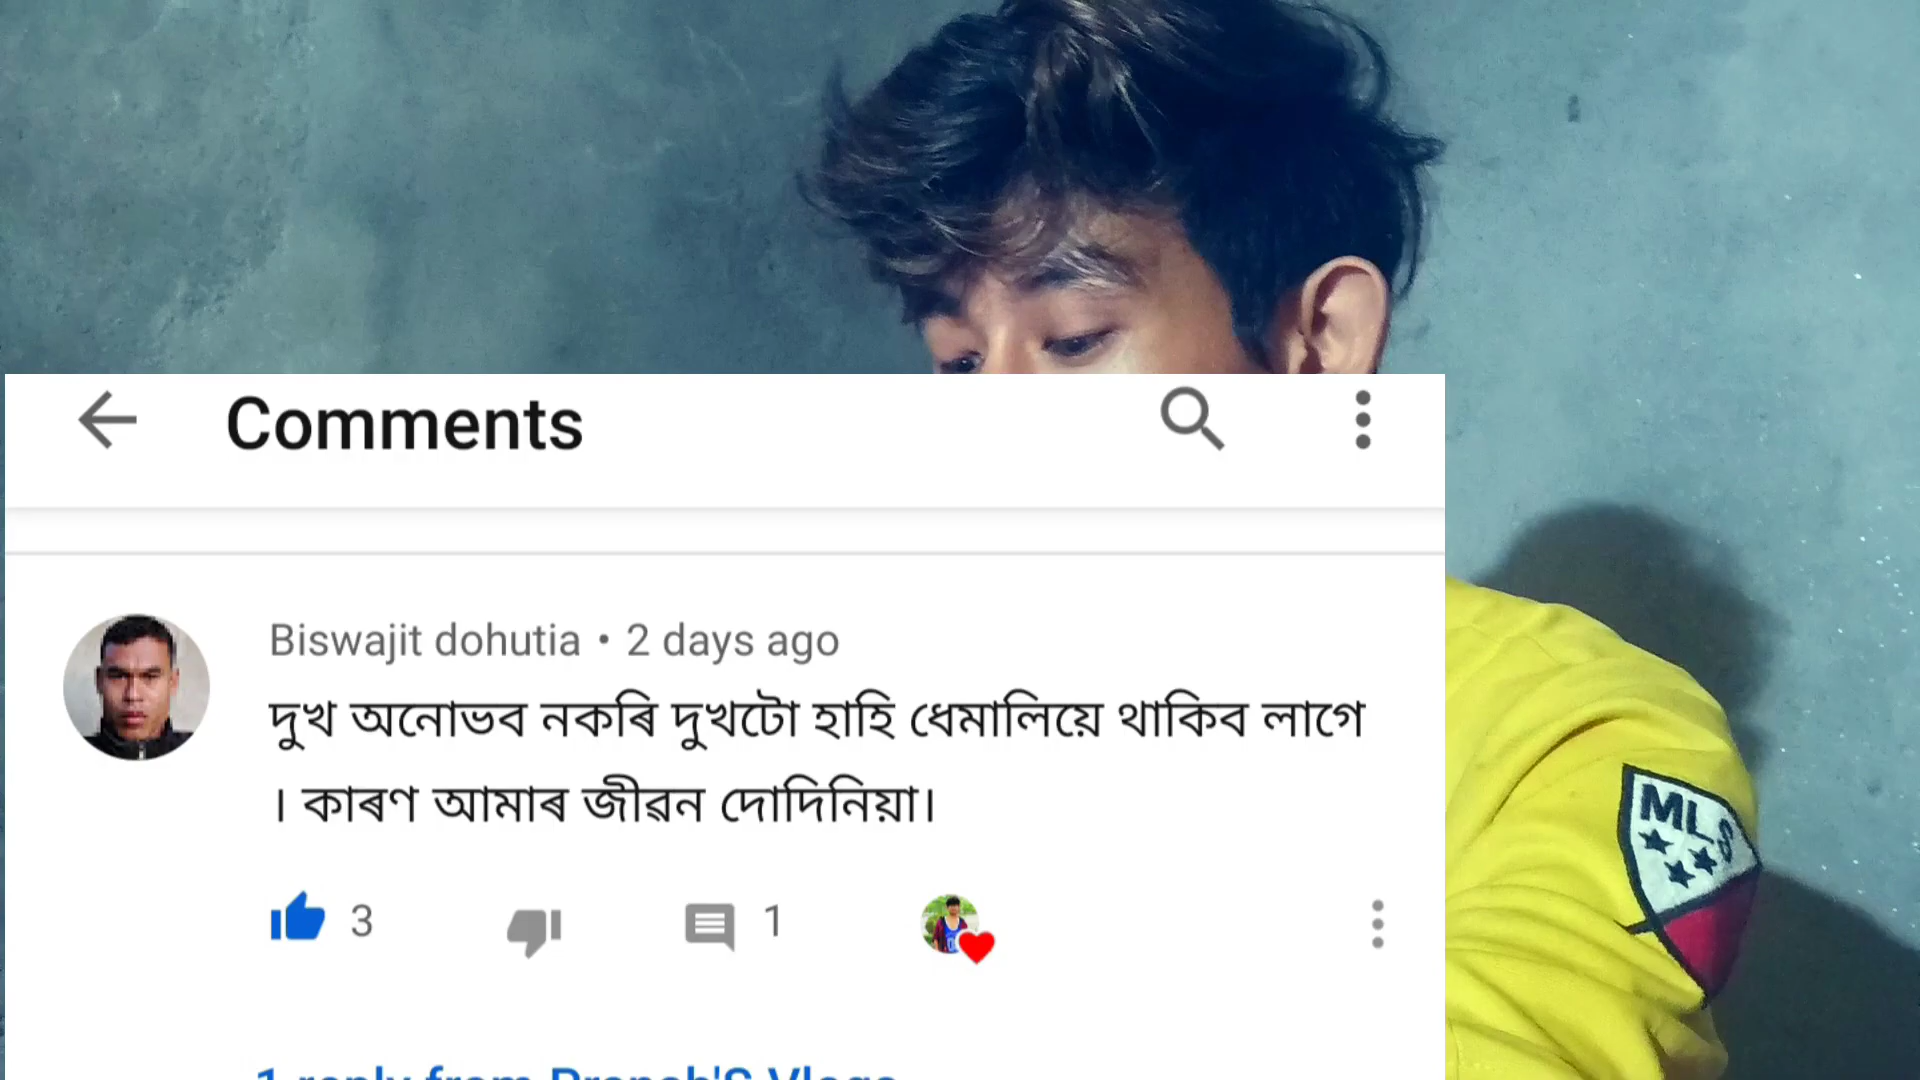 Comments
Biswajit dohutia • 2 days ago
দুখ অনোভব নকৰি দুখটো হাহি ধেমালিয়ে থাকিব লাগে
। কাৰণ আমাৰ জীৱন দোদিনিয়া।
3
1
1 reply from Pranab'S Vlogs
MLS